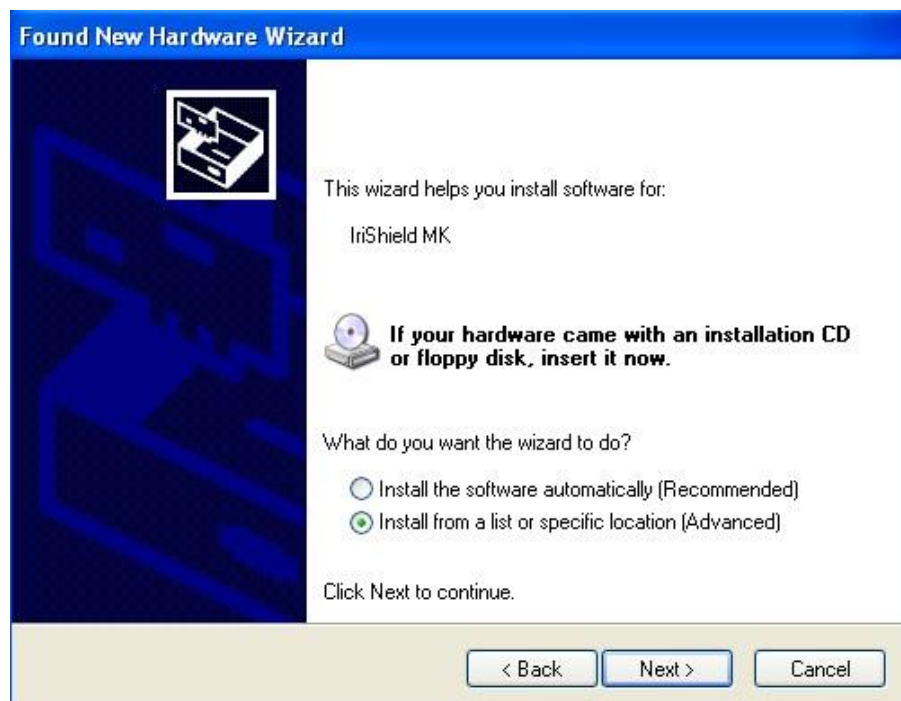 Found New Hardware Wizard
This wizard helps you install software for:
IriShield MK
If your hardware came with an installation CD
or floppy disk, insert it now.
What do you want the wizard to do?
Install the software automatically (Recommended)
Install from a list or specific location (Advanced)
Click Next to continue.
< Back Next > Cancel